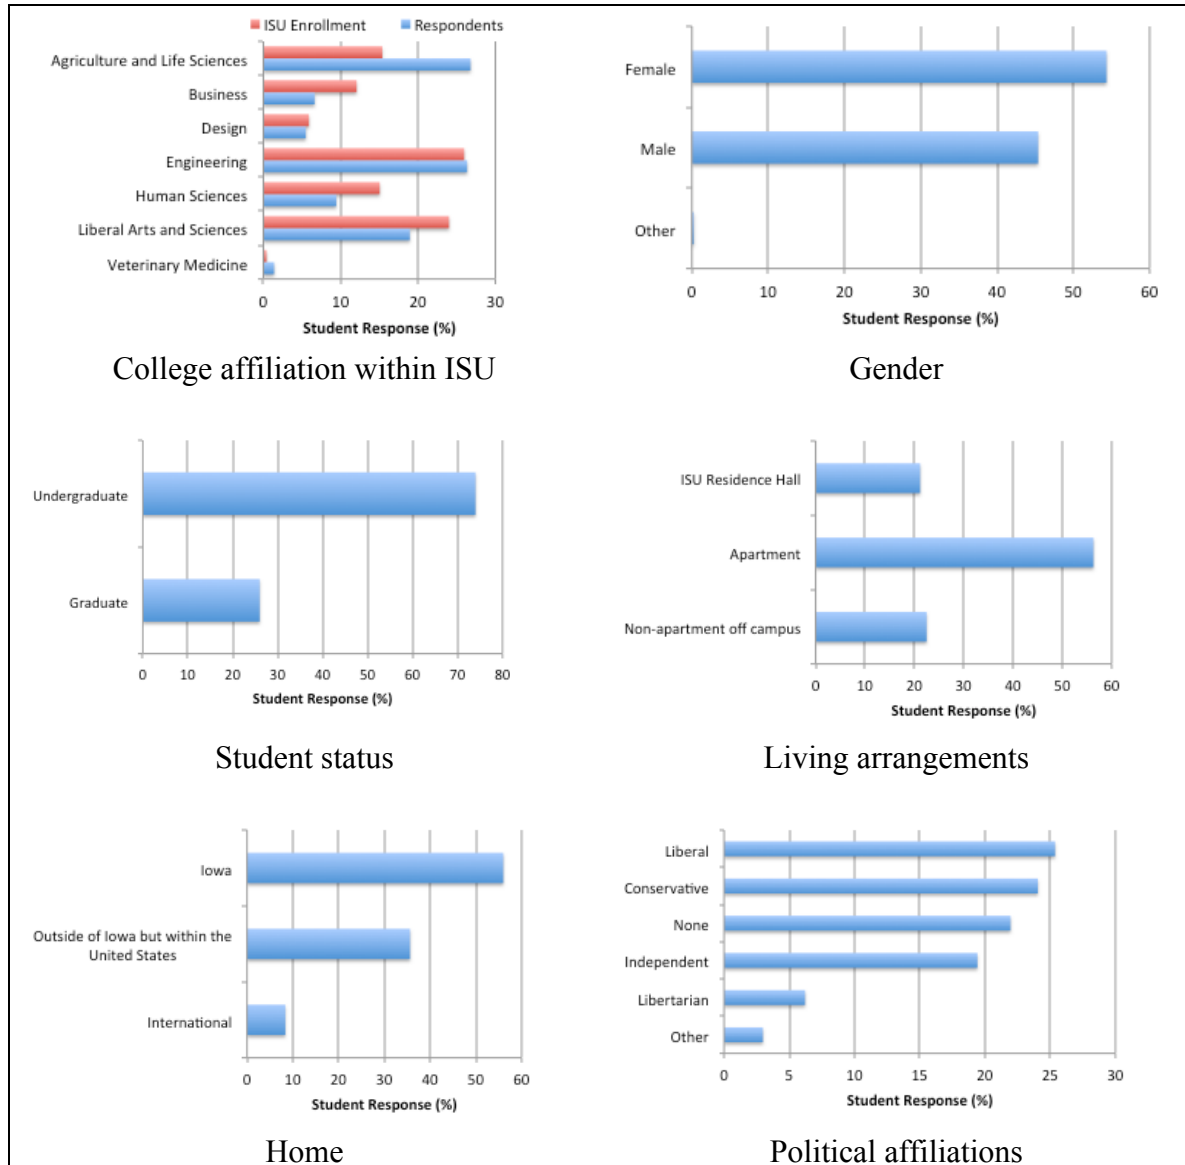 ISU Enrollment Respondents
Agriculture and Life Sciences
Business
Design
Engineering
Human Sciences
Liberal Arts and Sciences
Veterinary Medicine
0 10 20 30
Student Response (%)
College affiliation within ISU
Female
Male
Other
0 10 20 30 40 50 60
Student Response (%)
Gender
Undergraduate
Graduate
0 10 20 30 40 50 60 70 80
Student Response (%)
Student status
ISU Residence Hall
Apartment
Non-apartment off campus
0 10 20 30 40 50 60
Student Response (%)
Living arrangements
Iowa
Outside of Iowa but within the
United States
International
0 10 20 30 40 50 60
Student Response (%)
Home
Liberal
Conservative
None
Independent
Libertarian
Other
0 5 10 15 20 25 30
Student Response (%)
Political affiliations